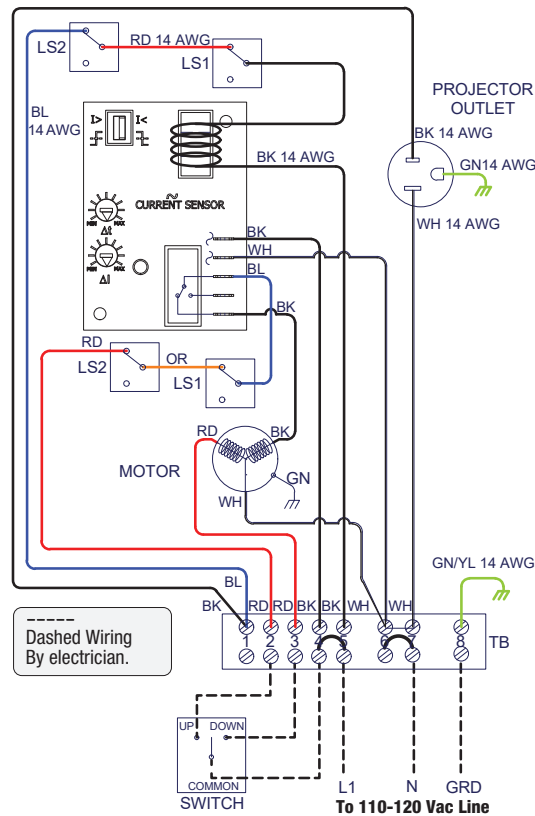 LS2
RD 14 AWG
LS1
BL
14 AWG
I>
I<
BK 14 AWG
PROJECTOR
OUTLET
BK 14 AWG
GN14 AWG
WH 14 AWG
~
CURRENT SENSOR
MIN
MAX
Δt
MIN
MAX
ΔI
BK
WH
BL
BK
RD
LS2
OR
LS1
RD
BK
MOTOR
GN
WH
GN/YL 14 AWG
BL
BK
RD
RD
BK
BK
WH
WH
1
2
3
4
5
6
7
8
TB
Dashed Wiring
By electrician.
UP
DOWN
COMMON
SWITCH
L1
N
GRD
To 110-120 Vac Line